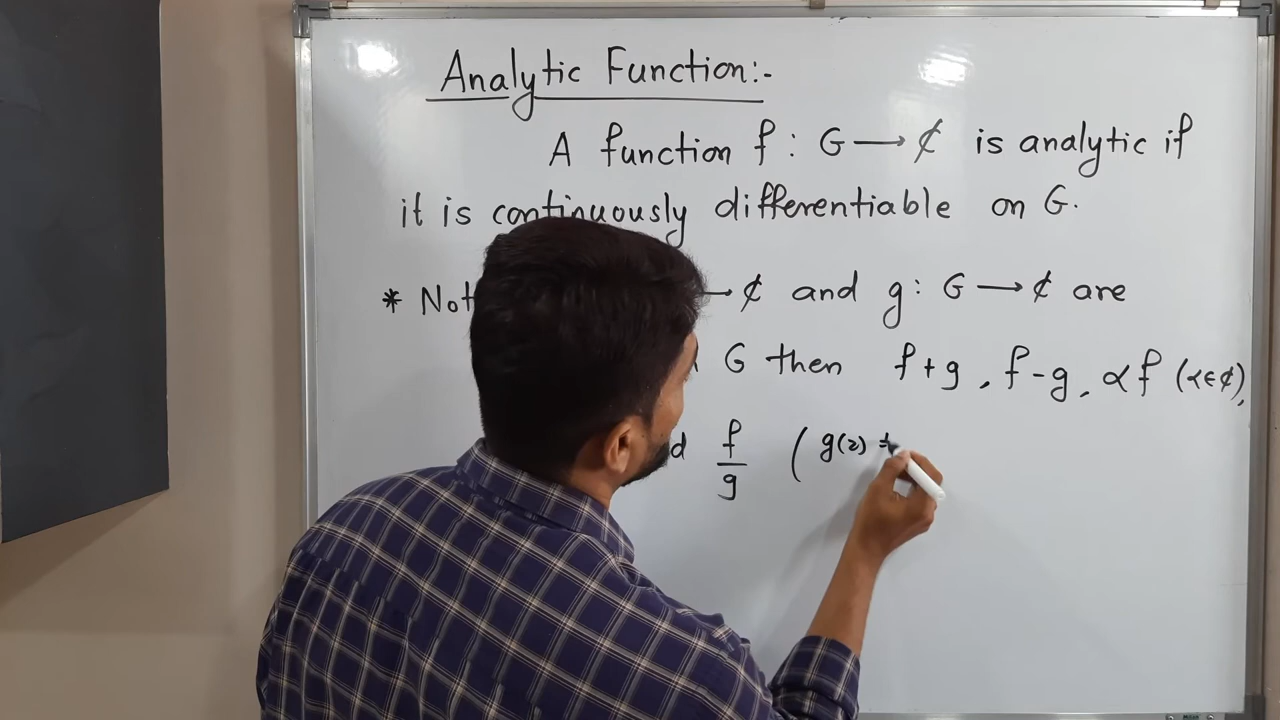 Analytic Function:-
A function f : G → ₵ is analytic if
it is continuously differentiable on G.
* Not → ₵ and g : G → ₵ are
G then f+g, f-g, αf (α∈₵),
d f/g ( g(z) ≠